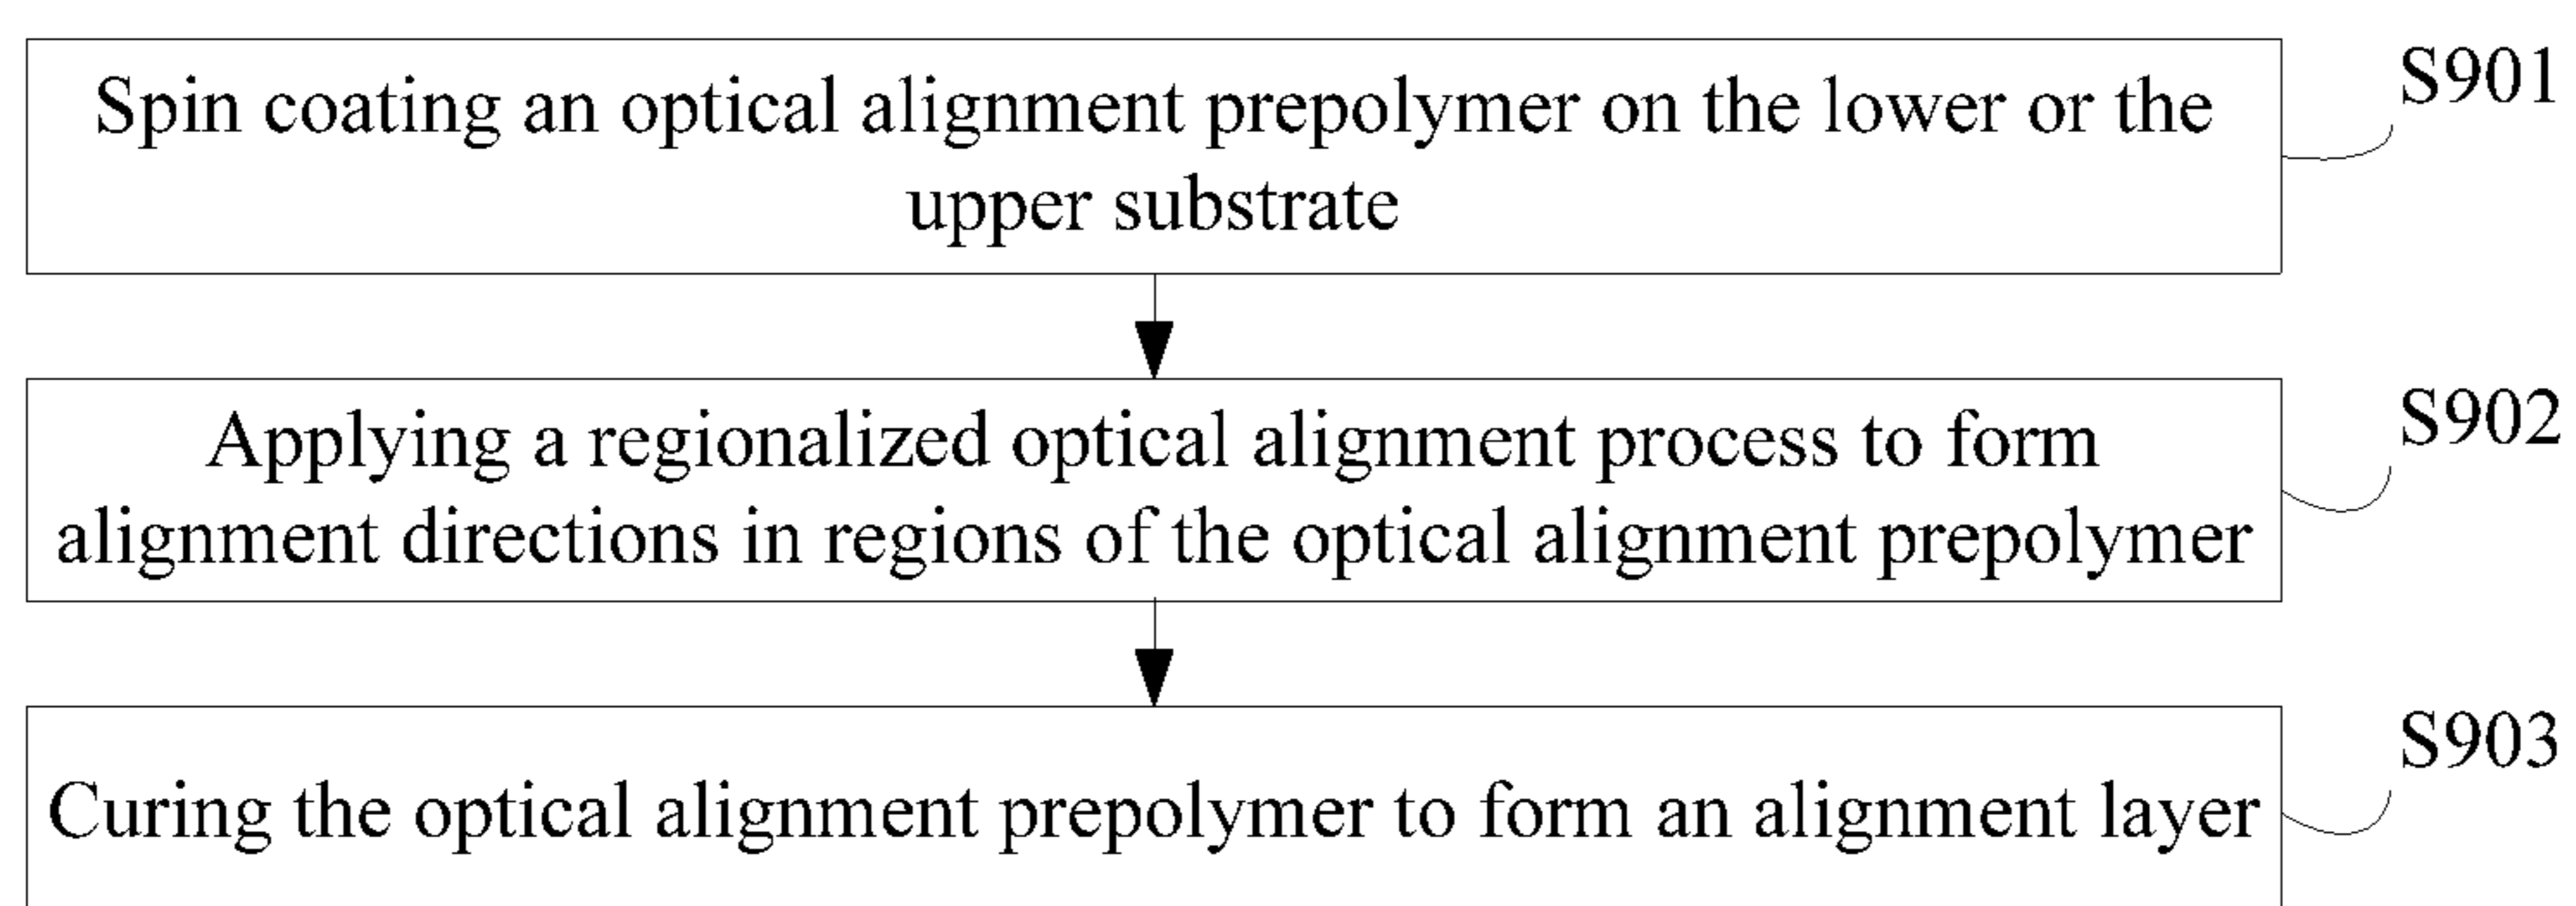 Spin coating an optical alignment prepolymer on the lower or the
upper substrate
S901
Applying a regionalized optical alignment process to form
alignment directions in regions of the optical alignment prepolymer
S902
Curing the optical alignment prepolymer to form an alignment layer
S903